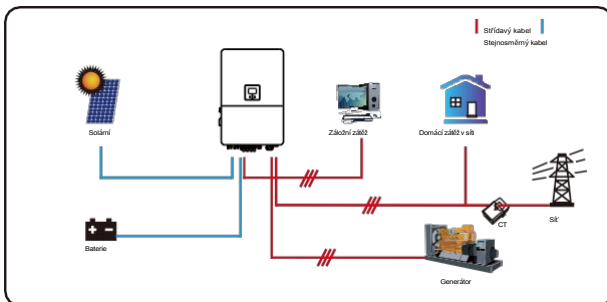 Střídavý kabel
Stejnosměrný kabel
Solární
Záložní zátěž
Domácí zátěž v síti
CT
Síť
Baterie
Generátor